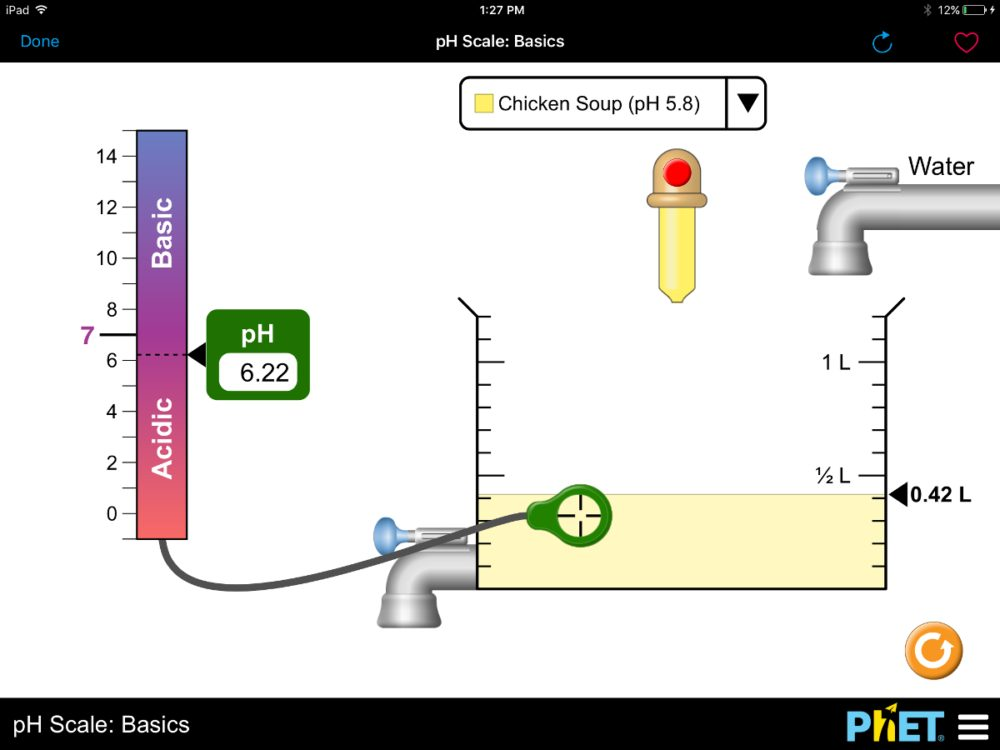 iPad 1:27 PM 12%
Done pH Scale: Basics
Chicken Soup (pH 5.8)
Water
14
12
10
8
7
6
4
2
0
Basic
Acidic
pH
6.22
1 L
½ L
0.42 L
pH Scale: Basics PhET